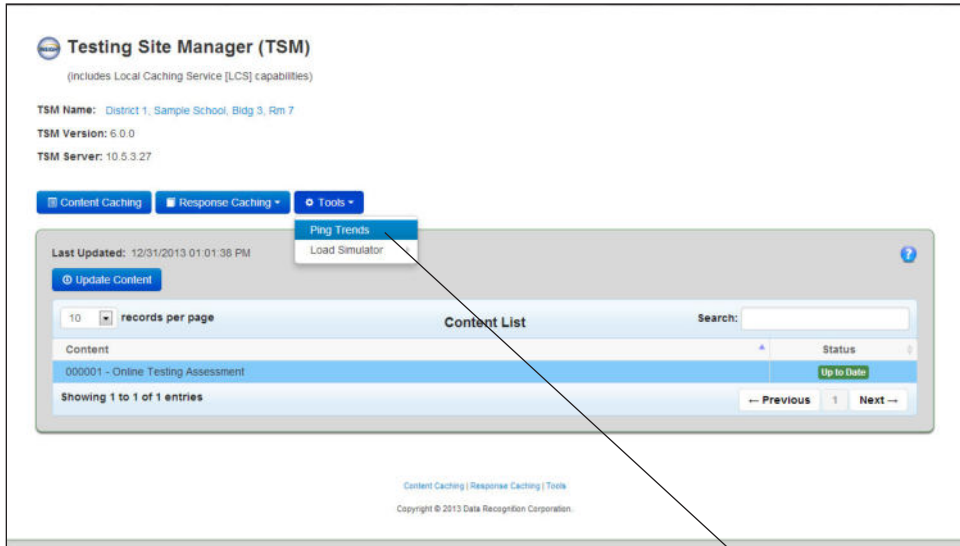 Testing Site Manager (TSM)
(includes Local Caching Service [LCS] capabilities)
TSM Name: District 1, Sample School, Bldg 3, Rm 7
TSM Version: 6.0.0
TSM Server: 10.5.3.27
Content Caching Response Caching Tools
Ping Trends
Load Simulator
Last Updated: 12/31/2013 01:01:38 PM
Update Content
10 records per page Content List Search:
Content Status
000001 - Online Testing Assessment Up to Date
Showing 1 to 1 of 1 entries ← Previous 1 Next →
Content Caching | Response Caching | Tools
Copyright © 2013 Data Recognition Corporation.